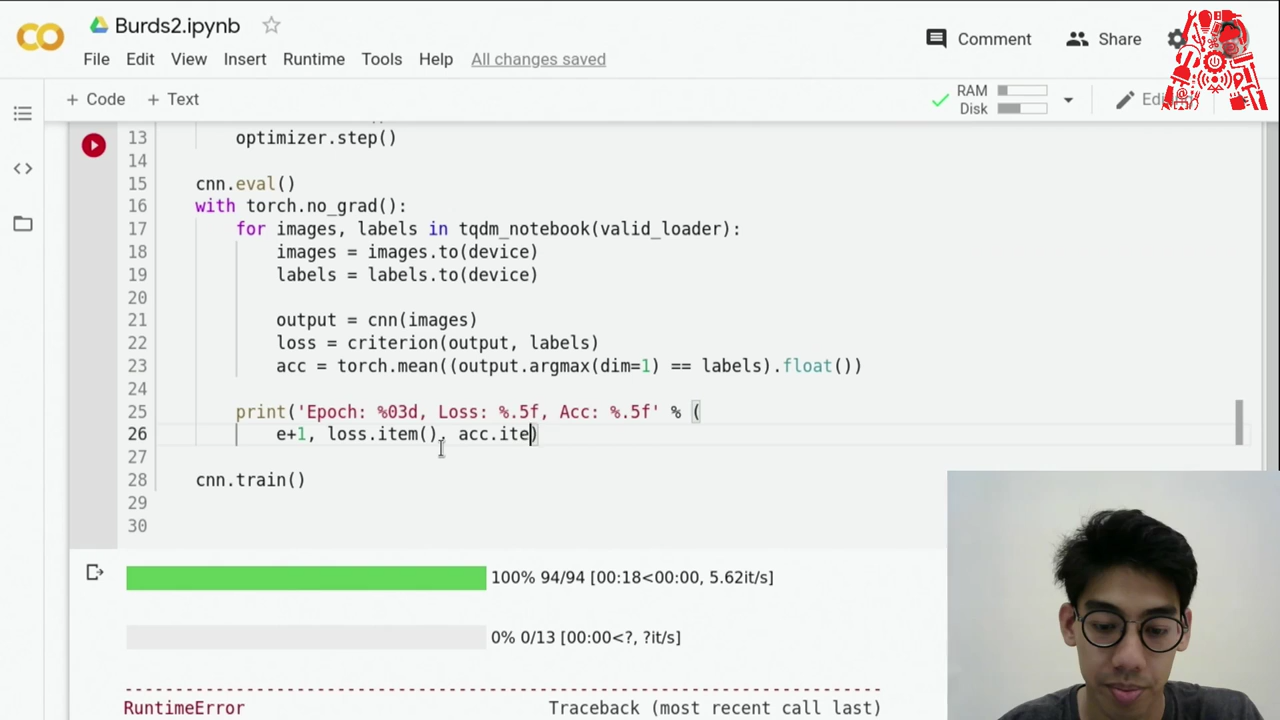 Burds2.ipynb
Comment
Share
File Edit View Insert Runtime Tools Help All changes saved
+ Code + Text
RAM
Disk
13 optimizer.step()
14
15 cnn.eval()
16 with torch.no_grad():
17 for images, labels in tqdm_notebook(valid_loader):
18 images = images.to(device)
19 labels = labels.to(device)
20
21 output = cnn(images)
22 loss = criterion(output, labels)
23 acc = torch.mean((output.argmax(dim=1) == labels).float())
24
25 print('Epoch: %03d, Loss: %.5f, Acc: %.5f' % (
26 e+1, loss.item(), acc.ite)
27
28 cnn.train()
29
30
100% 94/94 [00:18<00:00, 5.62it/s]
0% 0/13 [00:00<?, ?it/s]
---------------------------------------------------------------------------
RuntimeError Traceback (most recent call last)